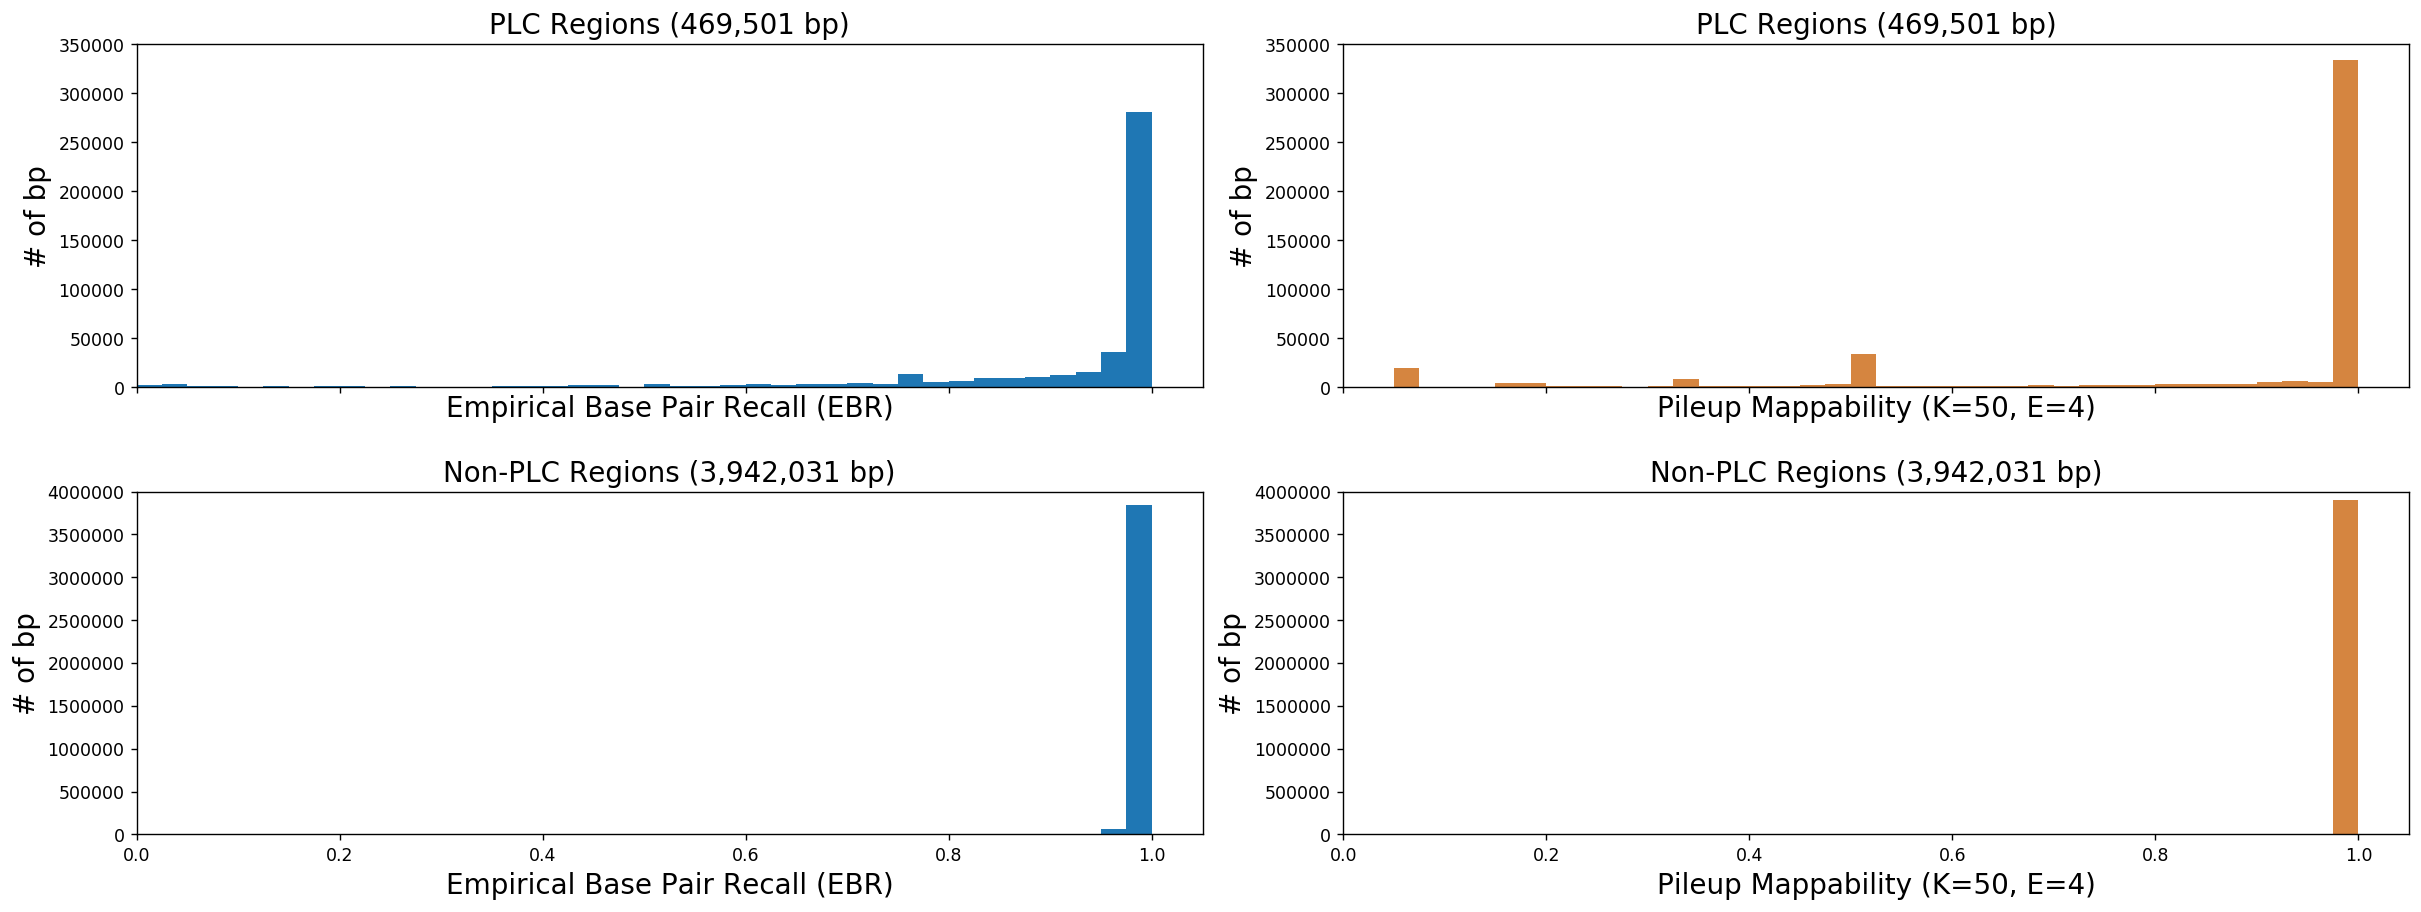 PLC Regions (469,501 bp)
350000
300000
250000
200000
150000
100000
50000
0
# of bp
Empirical Base Pair Recall (EBR)
PLC Regions (469,501 bp)
350000
300000
250000
200000
150000
100000
50000
0
# of bp
Pileup Mappability (K=50, E=4)
Non-PLC Regions (3,942,031 bp)
4000000
3500000
3000000
2500000
2000000
1500000
1000000
500000
0
# of bp
0.0 0.2 0.4 0.6 0.8 1.0
Empirical Base Pair Recall (EBR)
Non-PLC Regions (3,942,031 bp)
4000000
3500000
3000000
2500000
2000000
1500000
1000000
500000
0
# of bp
0.0 0.2 0.4 0.6 0.8 1.0
Pileup Mappability (K=50, E=4)